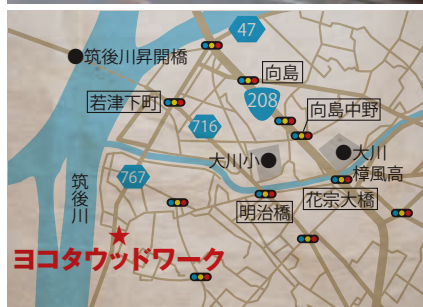 47
筑後川昇開橋
向島
若津下町
208
向島中野
716
大川小
大川
樟風高
767
筑後川
明治橋
花宗大橋
ヨコタウッドワーク